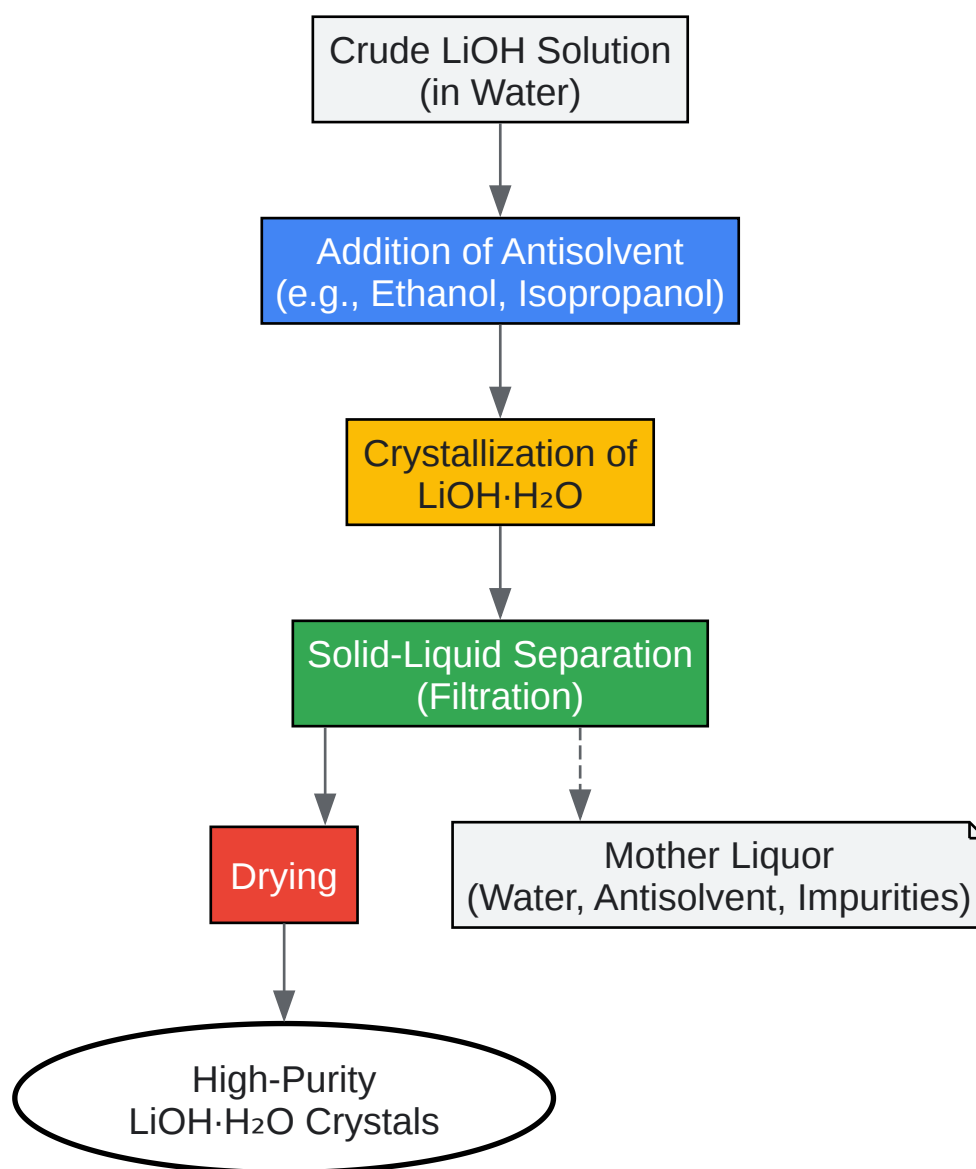 Crude LiOH Solution
(in Water)
Addition of Antisolvent
(e.g., Ethanol, Isopropanol)
Crystallization of
LiOH·H₂O
Solid-Liquid Separation
(Filtration)
Drying
Mother Liquor
(Water, Antisolvent, Impurities)
High-Purity
LiOH·H₂O Crystals